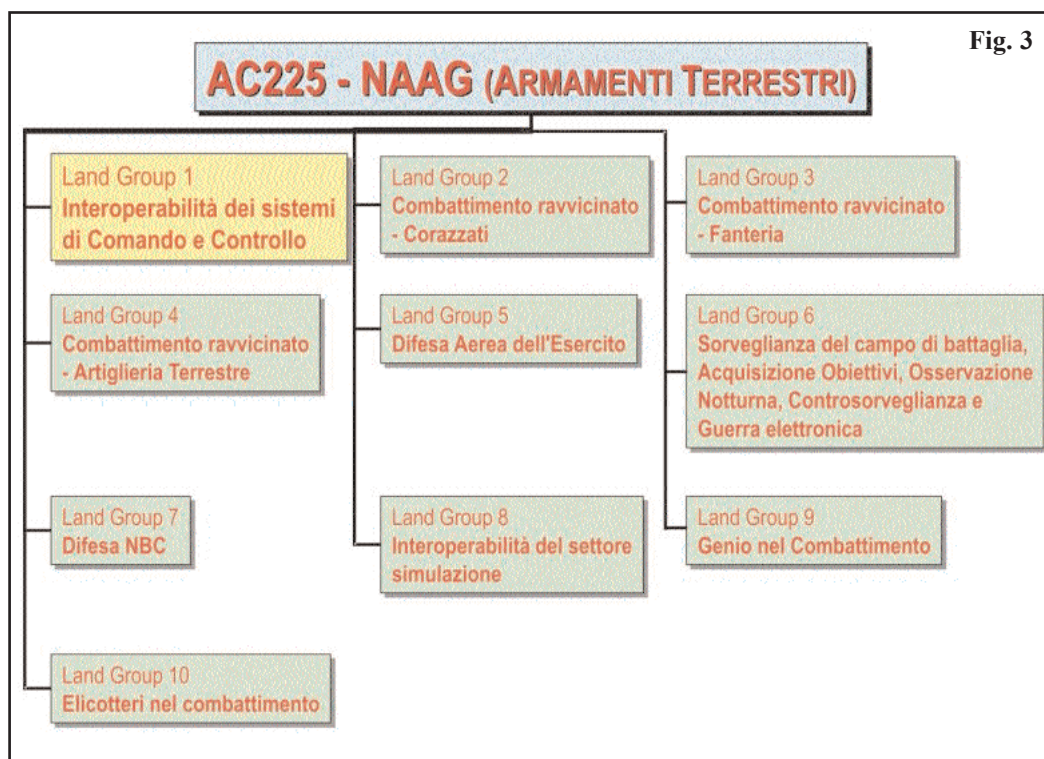 Fig. 3
AC225 - NAAG (ARMAMENTI TERRESTRI)
Land Group 1
Interoperabilità dei sistemi
di Comando e Controllo
Land Group 2
Combattimento ravvicinato
- Corazzati
Land Group 3
Combattimento ravvicinato
- Fanteria
Land Group 4
Combattimento ravvicinato
- Artiglieria Terrestre
Land Group 5
Difesa Aerea dell'Esercito
Land Group 6
Sorveglianza del campo di battaglia,
Acquisizione Obiettivi, Osservazione
Notturna, Controsorveglianza e
Guerra elettronica
Land Group 7
Difesa NBC
Land Group 8
Interoperabilità del settore
simulazione
Land Group 9
Genio nel Combattimento
Land Group 10
Elicotteri nel combattimento